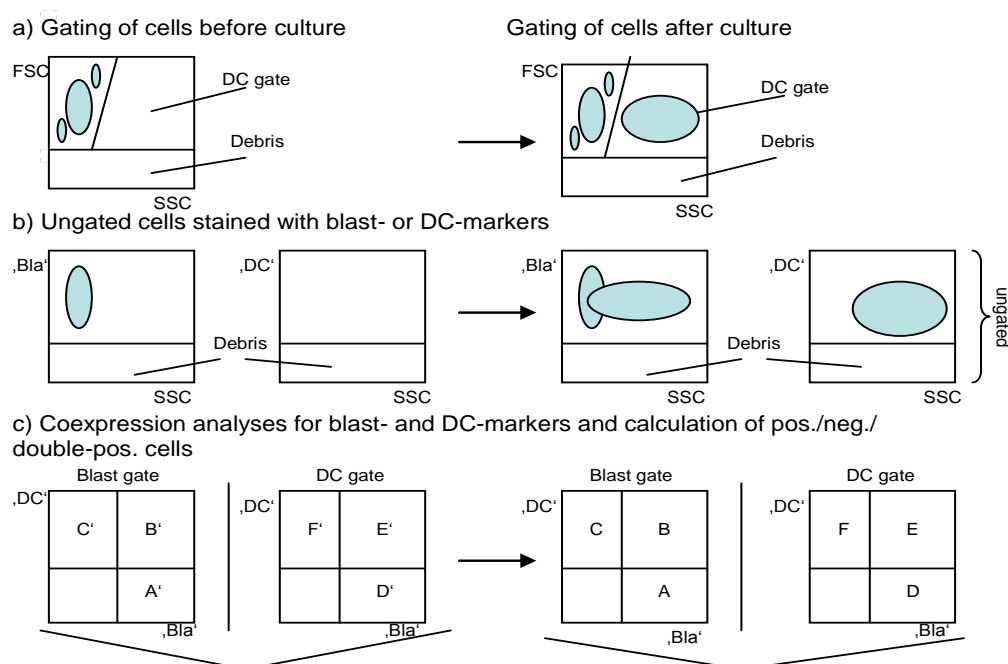 a) Gating of cells before culture
Gating of cells after culture
FSC
DC gate
Debris
SSC
FSC
DC gate
Debris
SSC
b) Ungated cells stained with blast- or DC-markers
‚Bla‘
‚DC‘
Debris
SSC
SSC
‚Bla‘
‚DC‘
Debris
SSC
SSC
ungated
c) Coexpression analyses for blast- and DC-markers and calculation of pos./neg./
double-pos. cells
Blast gate
DC gate
Blast gate
DC gate
‚DC‘
C‘
B‘
A‘
‚Bla‘
‚DC‘
F‘
E‘
D‘
‚Bla‘
‚DC‘
C
B
A
‚Bla‘
‚DC‘
F
E
D
‚Bla‘